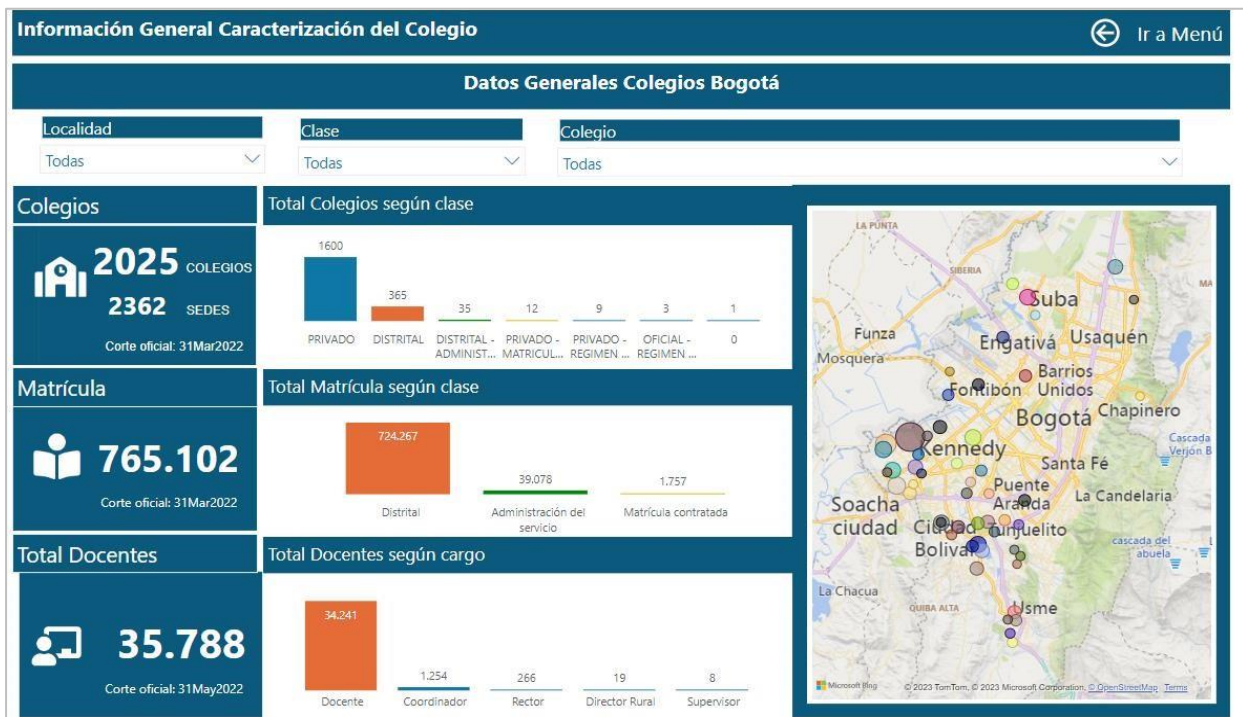 Información General Caracterización del Colegio
Ir a Menú
Datos Generales Colegios Bogotá
Localidad
Todas
Clase
Todas
Colegio
Todas
Colegios
2025 COLEGIOS
2362 SEDES
Corte oficial: 31Mar2022
Total Colegios según clase
1600
365
35
12
9
3
1
PRIVADO
DISTRITAL
DISTRITAL -
ADMINIST...
PRIVADO -
MATRICUL...
PRIVADO -
REGIMEN ...
OFICIAL -
REGIMEN ...
0
Matrícula
765.102
Corte oficial: 31Mar2022
Total Matrícula según clase
724.267
39.078
1.757
Distrital
Administración del
servicio
Matrícula contratada
Total Docentes
35.788
Corte oficial: 31May2022
Total Docentes según cargo
34.241
1.254
266
19
8
Docente
Coordinador
Rector
Director Rural
Supervisor
LA PUNTA
SIBERIA
MA
Suba
Funza
Engativá
Usaquén
Mosquera
Barrios
Unidos
Fontibón
Bogotá
Chapinero
Cascada
Verjón B
Kennedy
Santa Fé
Puente
Aranda
La Candelaria
Soacha
ciudad
Ciudad
Bolívar
Tunjuelito
cascada del
abuela
La Chacua
QUIBA ALTA
Usme
Microsoft Bing
© 2023 TomTom, © 2023 Microsoft Corporation, © OpenStreetMap Terms